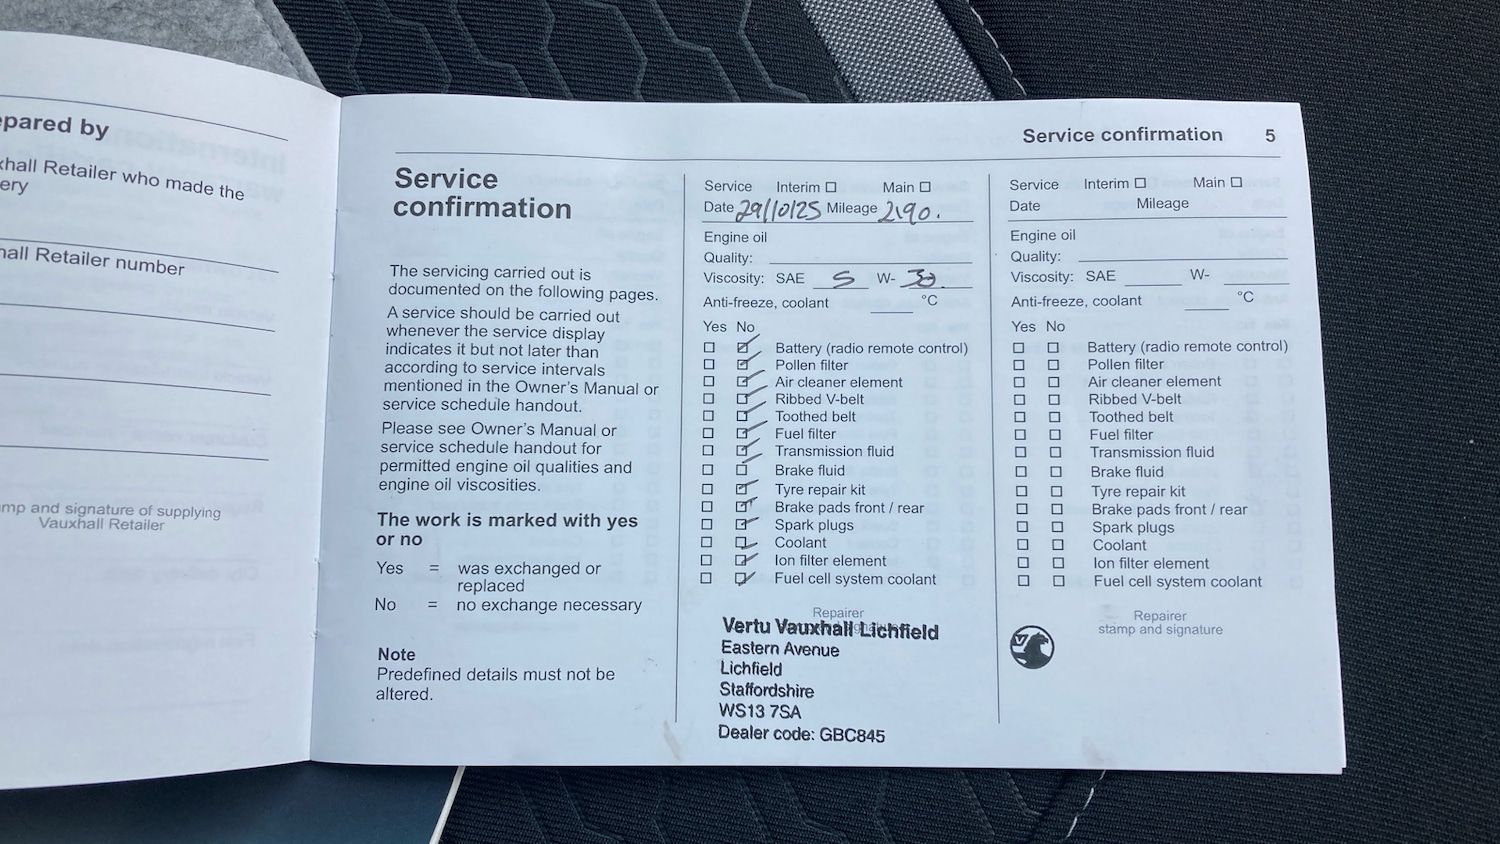 epared by
xhall Retailer who made the
ery
hall Retailer number
mp and signature of supplying
Vauxhall Retailer
Service confirmation 5
Service
confirmation
The servicing carried out is
documented on the following pages.
A service should be carried out
whenever the service display
indicates it but not later than
according to service intervals
mentioned in the Owner's Manual or
service schedule handout.
Please see Owner's Manual or
service schedule handout for
permitted engine oil qualities and
engine oil viscosities.
The work is marked with yes
or no
Yes = was exchanged or
replaced
No = no exchange necessary
Note
Predefined details must not be
altered.
Service Interim Main
Date 29/10/25 Mileage 2190.
Engine oil
Quality:
Viscosity: SAE 5 W- 30
Anti-freeze, coolant °C
Yes No
Battery (radio remote control)
Pollen filter
Air cleaner element
Ribbed V-belt
Toothed belt
Fuel filter
Transmission fluid
Brake fluid
Tyre repair kit
Brake pads front / rear
Spark plugs
Coolant
Ion filter element
Fuel cell system coolant
Repairer
Vertu Vauxhall Lichfield
Eastern Avenue
Lichfield
Staffordshire
WS13 7SA
Dealer code: GBC845
Service Interim Main
Date Mileage
Engine oil
Quality:
Viscosity: SAE W-
Anti-freeze, coolant °C
Yes No
Battery (radio remote control)
Pollen filter
Air cleaner element
Ribbed V-belt
Toothed belt
Fuel filter
Transmission fluid
Brake fluid
Tyre repair kit
Brake pads front / rear
Spark plugs
Coolant
Ion filter element
Fuel cell system coolant
Repairer
stamp and signature